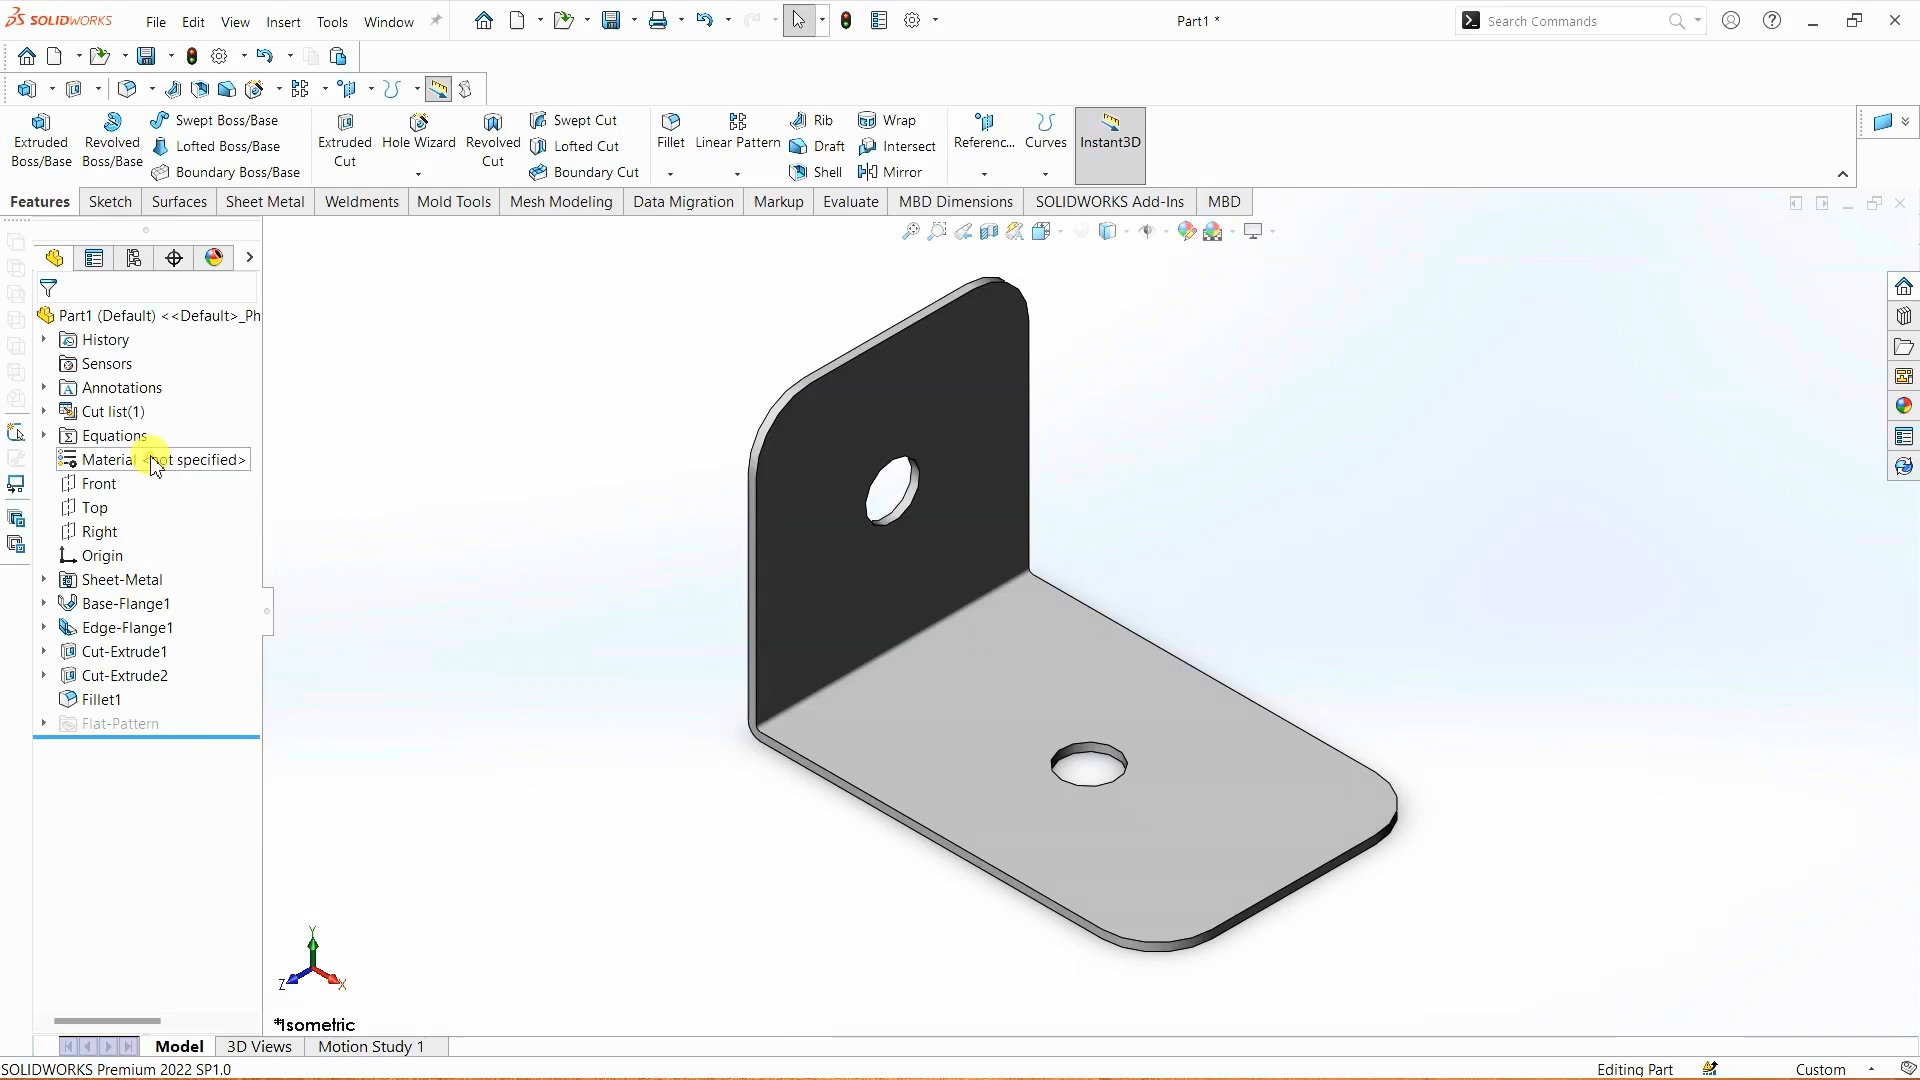 SOLIDWORKS File Edit View Insert Tools Window Part1 * Search Commands
Extruded Boss/Base
Revolved Boss/Base
Swept Boss/Base
Lofted Boss/Base
Boundary Boss/Base
Extruded Cut
Hole Wizard
Revolved Cut
Swept Cut
Lofted Cut
Boundary Cut
Fillet
Linear Pattern
Rib
Draft
Shell
Wrap
Intersect
Mirror
Referenc...
Curves
Instant3D
Features Sketch Surfaces Sheet Metal Weldments Mold Tools Mesh Modeling Data Migration Markup Evaluate MBD Dimensions SOLIDWORKS Add-Ins MBD
Part1 (Default) <<Default>_Ph
History
Sensors
Annotations
Cut list(1)
Equations
Material <not specified>
Front
Top
Right
Origin
Sheet-Metal
Base-Flange1
Edge-Flange1
Cut-Extrude1
Cut-Extrude2
Fillet1
Flat-Pattern
Y
Z X
*Isometric
Model 3D Views Motion Study 1
SOLIDWORKS Premium 2022 SP1.0 Editing Part Custom